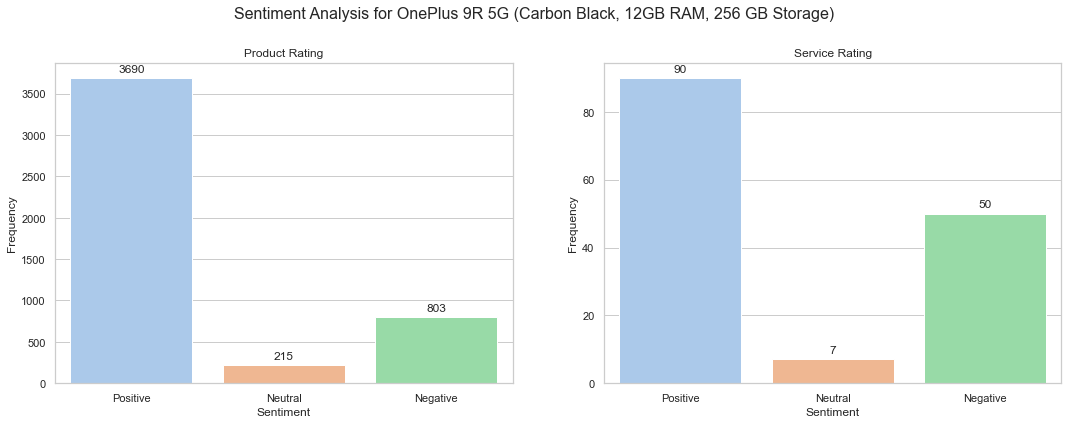 Sentiment Analysis for OnePlus 9R 5G (Carbon Black, 12GB RAM, 256 GB Storage)
Product Rating
3690
215
803
3500
3000
2500
2000
1500
1000
500
0
Frequency
Positive Neutral Negative
Sentiment
Service Rating
90
7
50
80
60
40
20
0
Frequency
Positive Neutral Negative
Sentiment